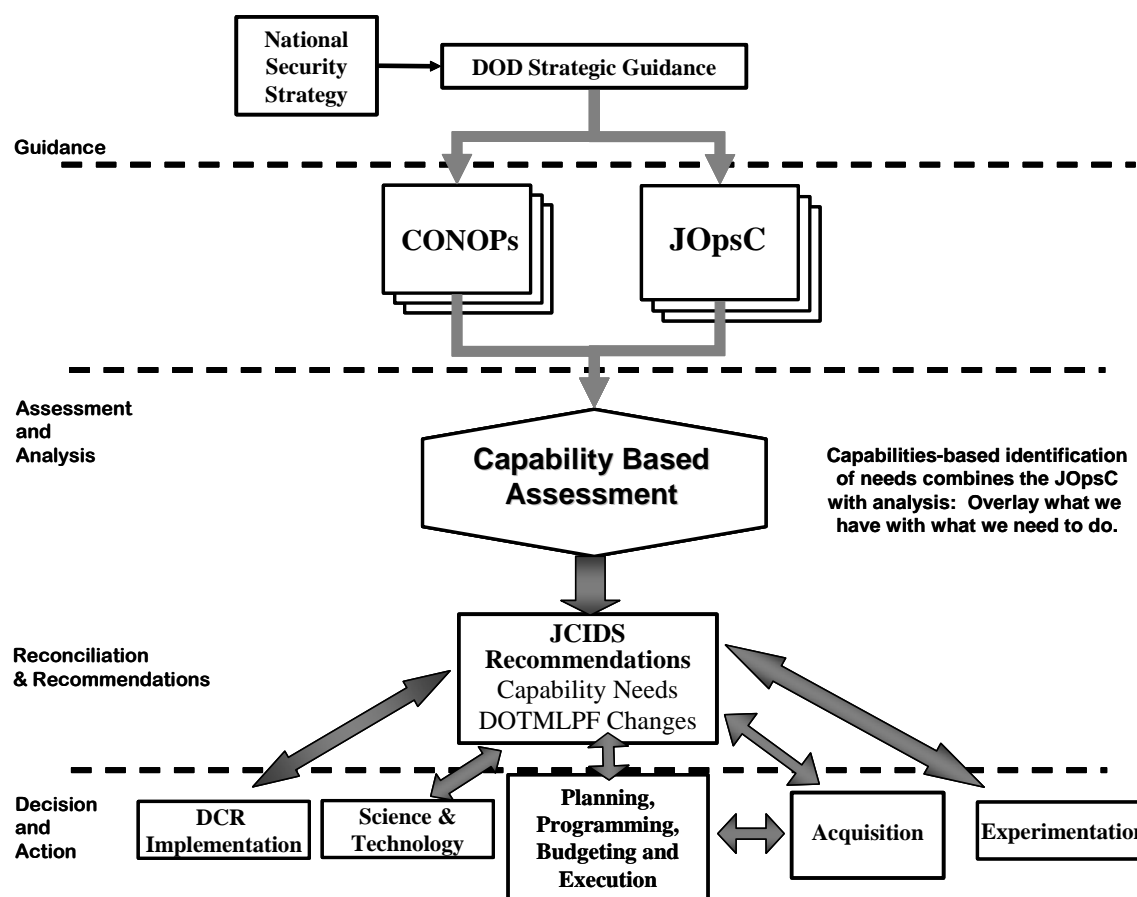 National
Security
Strategy
DOD Strategic Guidance
Guidance
CONOPs
JOpsC
Assessment
and
Analysis
Capability Based
Assessment
Capabilities-based identification
of needs combines the JOpsC
with analysis: Overlay what we
have with what we need to do.
Reconciliation
& Recommendations
JCIDS
Recommendations
Capability Needs
DOTMLPF Changes
Decision
and
Action
DCR
Implementation
Science &
Technology
Planning,
Programming,
Budgeting and
Execution
Acquisition
Experimentation